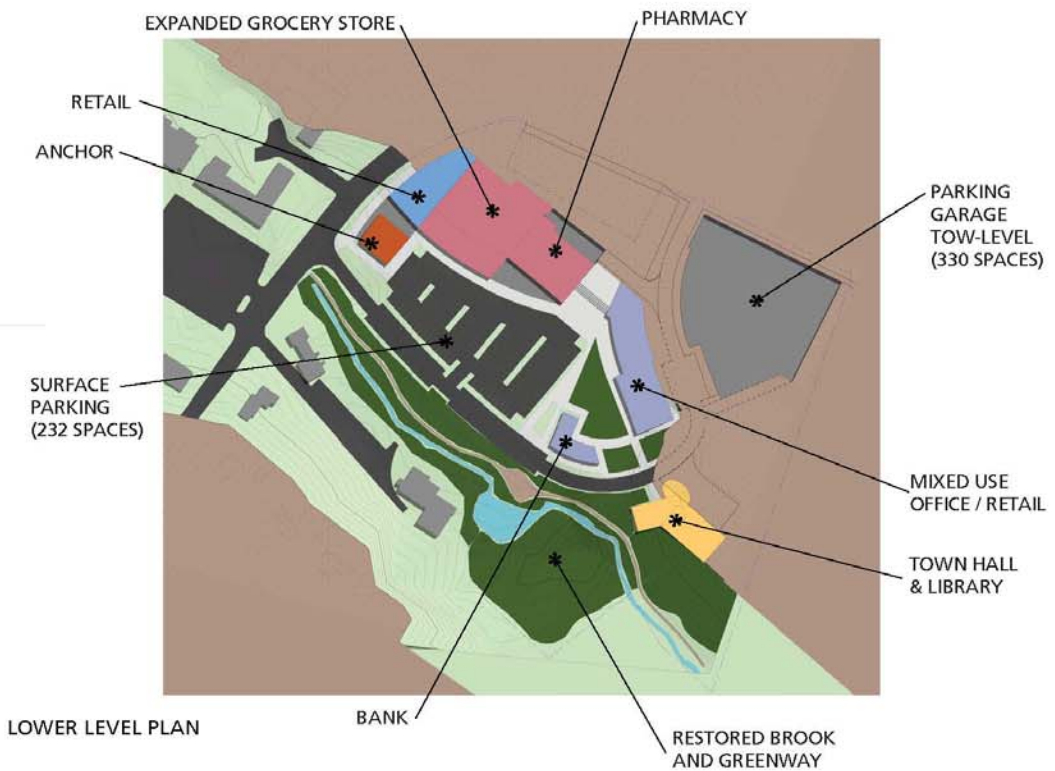 EXPANDED GROCERY STORE
PHARMACY
RETAIL
ANCHOR
PARKING
GARAGE
TOW-LEVEL
(330 SPACES)
SURFACE
PARKING
(232 SPACES)
MIXED USE
OFFICE / RETAIL
TOWN HALL
& LIBRARY
BANK
LOWER LEVEL PLAN
RESTORED BROOK
AND GREENWAY